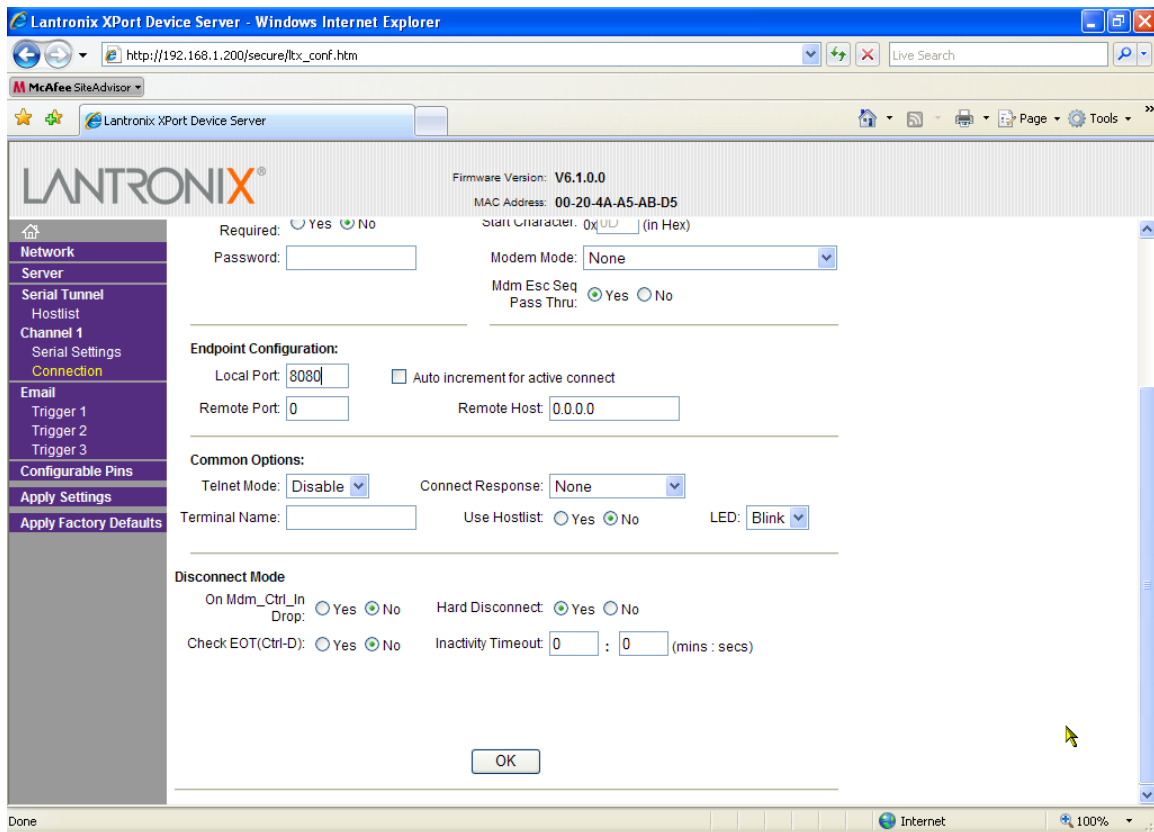 Lantronix XPort Device Server - Windows Internet Explorer
http://192.168.1.200/secure/ltx_conf.htm
Live Search
McAfee SiteAdvisor
Lantronix XPort Device Server
Page
Tools
LANTRONIX®
Firmware Version: V6.1.0.0
MAC Address: 00-20-4A-A5-AB-D5
Network
Server
Serial Tunnel
Hostlist
Channel 1
Serial Settings
Connection
Email
Trigger 1
Trigger 2
Trigger 3
Configurable Pins
Apply Settings
Apply Factory Defaults
Required: Yes No Start Character: 0x 0D (in Hex)
Password: Modem Mode: None
Mdm Esc Seq
Pass Thru: Yes No
Endpoint Configuration:
Local Port: 8080 Auto increment for active connect
Remote Port: 0 Remote Host: 0.0.0.0
Common Options:
Telnet Mode: Disable Connect Response: None
Terminal Name: Use Hostlist: Yes No LED: Blink
Disconnect Mode
On Mdm_Ctrl_In
Drop: Yes No Hard Disconnect: Yes No
Check EOT(Ctrl-D): Yes No Inactivity Timeout: 0 : 0 (mins : secs)
OK
Done Internet 100%